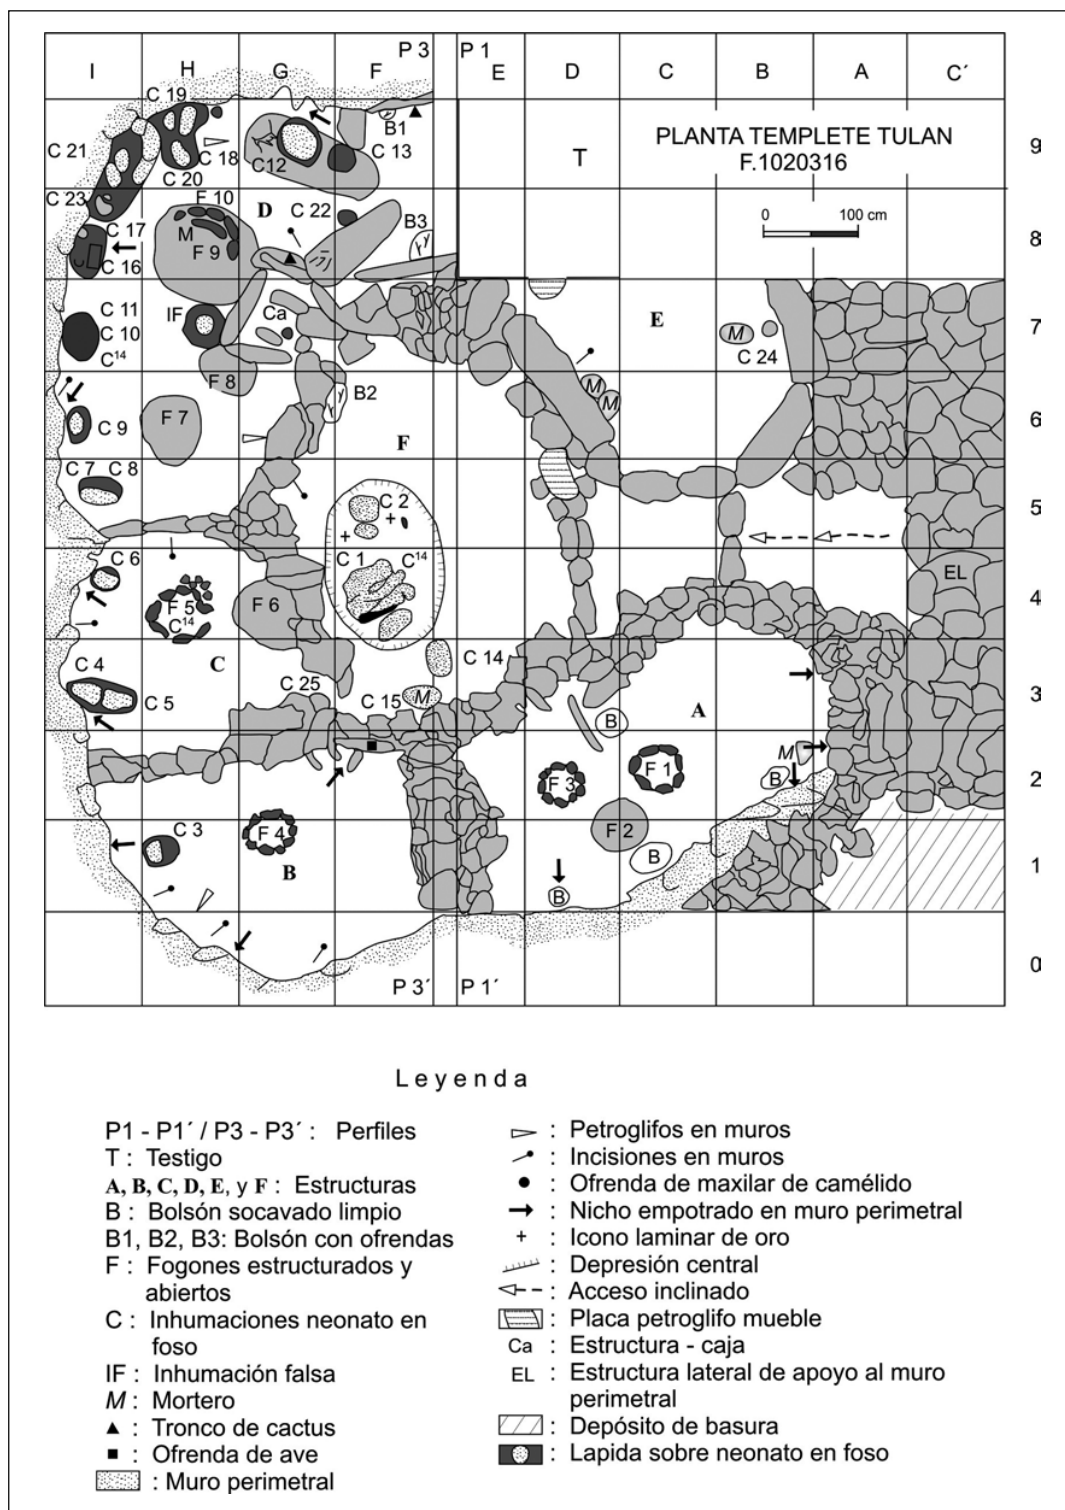 P 3 P 1
I H G F E D C B A C´
C 19
B1
PLANTA TEMPLETE TULAN
F.1020316
9
C 21
C 18
C12
C 13
T
C 20
C 23
F 10
D
C 22
B3
0 100 cm
C 17
M
F 9
8
C 16
C 11
IF
Ca
E
M
7
C 10
C 24
C¹⁴
F 8
B2
M
M
C 9
F 7
F
6
C 7 C 8
C 2
5
+
+
C 6
C 1
C¹⁴
EL
F 5
F 6
4
C¹⁴
C 4
C
C 14
C 5
C 25
C 15
M
B
A
3
M
F 3
F 1
B
2
C 3
F 4
F 2
B
B
B
1
0
P 3´ P 1´
Leyenda
P1 - P1´ / P3 - P3´ : Perfiles
T : Testigo
A, B, C, D, E, y F : Estructuras
B : Bolsón socavado limpio
B1, B2, B3: Bolsón con ofrendas
F : Fogones estructurados y
abiertos
C : Inhumaciones neonato en
foso
IF : Inhumación falsa
M : Mortero
▲ : Tronco de cactus
■ : Ofrenda de ave
: Muro perimetral
: Petroglifos en muros
: Incisiones en muros
● : Ofrenda de maxilar de camélido
→ : Nicho empotrado en muro perimetral
+ : Icono laminar de oro
: Depresión central
: Acceso inclinado
: Placa petroglifo mueble
Ca : Estructura - caja
EL : Estructura lateral de apoyo al muro
perimetral
: Depósito de basura
: Lapida sobre neonato en foso